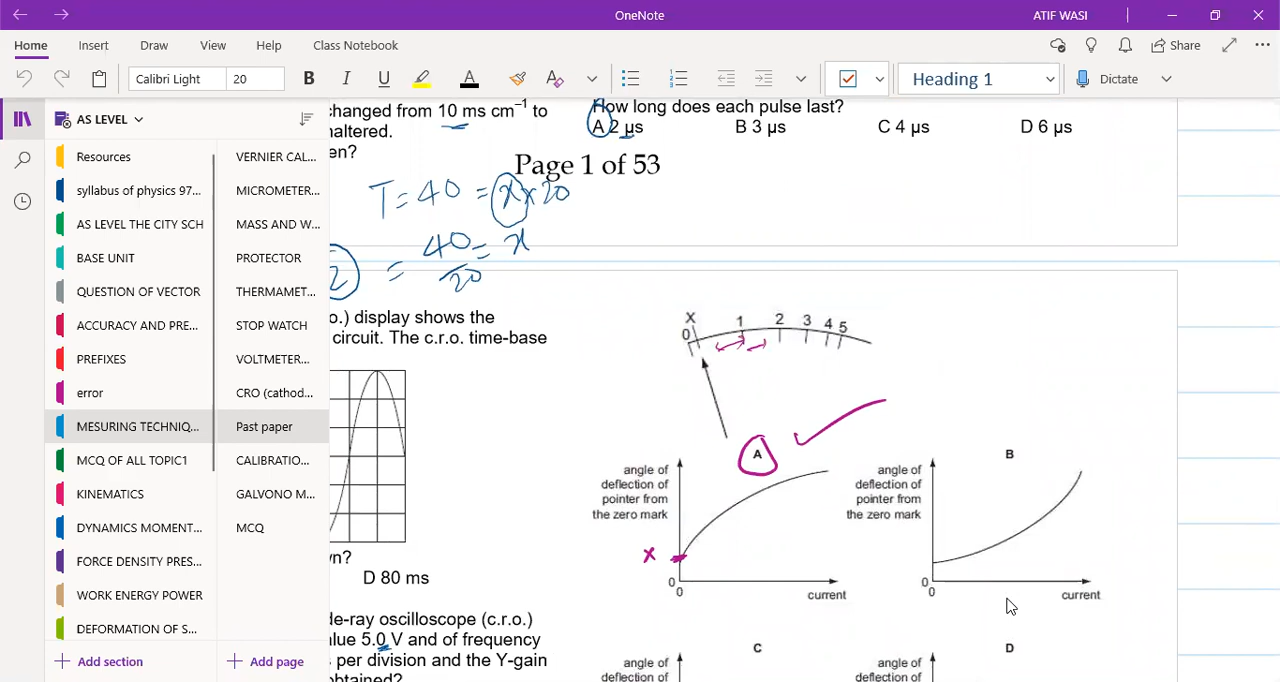 OneNote
ATIF WASI
Home Insert Draw View Help Class Notebook
Share
Calibri Light 20 B I U A
Heading 1
Dictate
AS LEVEL
Resources
syllabus of physics 97...
AS LEVEL THE CITY SCH
BASE UNIT
QUESTION OF VECTOR
ACCURACY AND PRE...
PREFIXES
error
MESURING TECHNIQ...
MCQ OF ALL TOPIC1
KINEMATICS
DYNAMICS MOMENT...
FORCE DENSITY PRES...
WORK ENERGY POWER
DEFORMATION OF S...
Add section
VERNIER CAL...
MICROMETER...
MASS AND W...
PROTECTOR
THERMAMET...
STOP WATCH
VOLTMETER...
CRO (cathod...
Past paper
CALIBRATIO...
GALVONO M...
MCQ
Add page
changed from 10 ms cm⁻¹ to
naltered.
en?
How long does each pulse last?
A 2 μs B 3 μs C 4 μs D 6 μs
Page 1 of 53
T = 40 = x x 20
2 = 40/20 = x
o.) display shows the
circuit. The c.r.o. time-base
n?
D 80 ms
de-ray oscilloscope (c.r.o.)
lue 5.0 V and of frequency
s per division and the Y-gain
obtained?
X
0 1 2 3 4 5
A
angle of
deflection of
pointer from
the zero mark
X
0
0 current
B
angle of
deflection of
pointer from
the zero mark
0
0 current
C
angle of
deflection of
D
angle of
deflection of